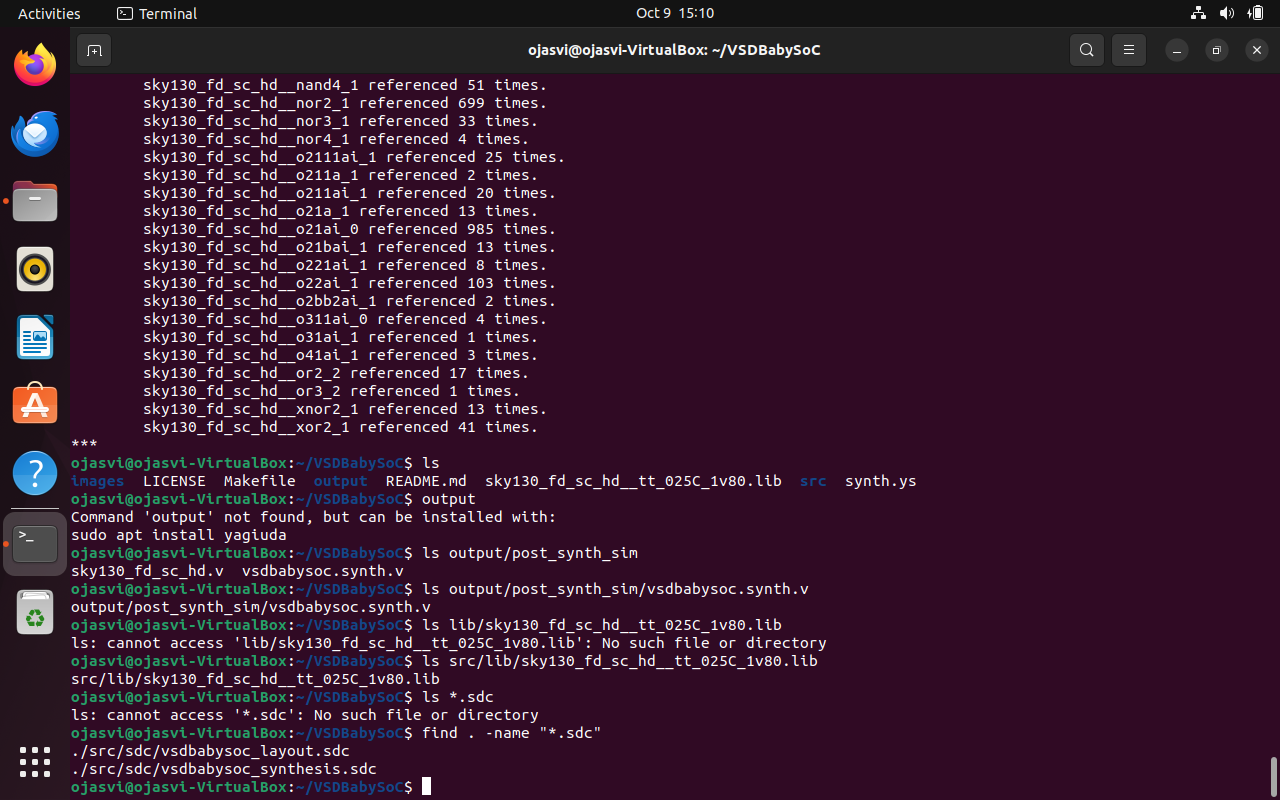 Activities
Terminal
Oct 9 15:10
ojasvi@ojasvi-VirtualBox: ~/VSDBabySoC
sky130_fd_sc_hd__nand4_1 referenced 51 times.
sky130_fd_sc_hd__nor2_1 referenced 699 times.
sky130_fd_sc_hd__nor3_1 referenced 33 times.
sky130_fd_sc_hd__nor4_1 referenced 4 times.
sky130_fd_sc_hd__o2111ai_1 referenced 25 times.
sky130_fd_sc_hd__o211a_1 referenced 2 times.
sky130_fd_sc_hd__o211ai_1 referenced 20 times.
sky130_fd_sc_hd__o21a_1 referenced 13 times.
sky130_fd_sc_hd__o21ai_0 referenced 985 times.
sky130_fd_sc_hd__o21bai_1 referenced 13 times.
sky130_fd_sc_hd__o221ai_1 referenced 8 times.
sky130_fd_sc_hd__o22ai_1 referenced 103 times.
sky130_fd_sc_hd__o2bb2ai_1 referenced 2 times.
sky130_fd_sc_hd__o311ai_0 referenced 4 times.
sky130_fd_sc_hd__o31ai_1 referenced 1 times.
sky130_fd_sc_hd__o41ai_1 referenced 3 times.
sky130_fd_sc_hd__or2_2 referenced 17 times.
sky130_fd_sc_hd__or3_2 referenced 1 times.
sky130_fd_sc_hd__xnor2_1 referenced 13 times.
sky130_fd_sc_hd__xor2_1 referenced 41 times.
***
ojasvi@ojasvi-VirtualBox:~/VSDBabySoC$ ls
images  LICENSE  Makefile  output  README.md  sky130_fd_sc_hd__tt_025C_1v80.lib  src  synth.ys
ojasvi@ojasvi-VirtualBox:~/VSDBabySoC$ output
Command 'output' not found, but can be installed with:
sudo apt install yagiuda
ojasvi@ojasvi-VirtualBox:~/VSDBabySoC$ ls output/post_synth_sim
sky130_fd_sc_hd.v  vsdbabysoc.synth.v
ojasvi@ojasvi-VirtualBox:~/VSDBabySoC$ ls output/post_synth_sim/vsdbabysoc.synth.v
output/post_synth_sim/vsdbabysoc.synth.v
ojasvi@ojasvi-VirtualBox:~/VSDBabySoC$ ls lib/sky130_fd_sc_hd__tt_025C_1v80.lib
ls: cannot access 'lib/sky130_fd_sc_hd__tt_025C_1v80.lib': No such file or directory
ojasvi@ojasvi-VirtualBox:~/VSDBabySoC$ ls src/lib/sky130_fd_sc_hd__tt_025C_1v80.lib
src/lib/sky130_fd_sc_hd__tt_025C_1v80.lib
ojasvi@ojasvi-VirtualBox:~/VSDBabySoC$ ls *.sdc
ls: cannot access '*.sdc': No such file or directory
ojasvi@ojasvi-VirtualBox:~/VSDBabySoC$ find . -name "*.sdc"
./src/sdc/vsdbabysoc_layout.sdc
./src/sdc/vsdbabysoc_synthesis.sdc
ojasvi@ojasvi-VirtualBox:~/VSDBabySoC$